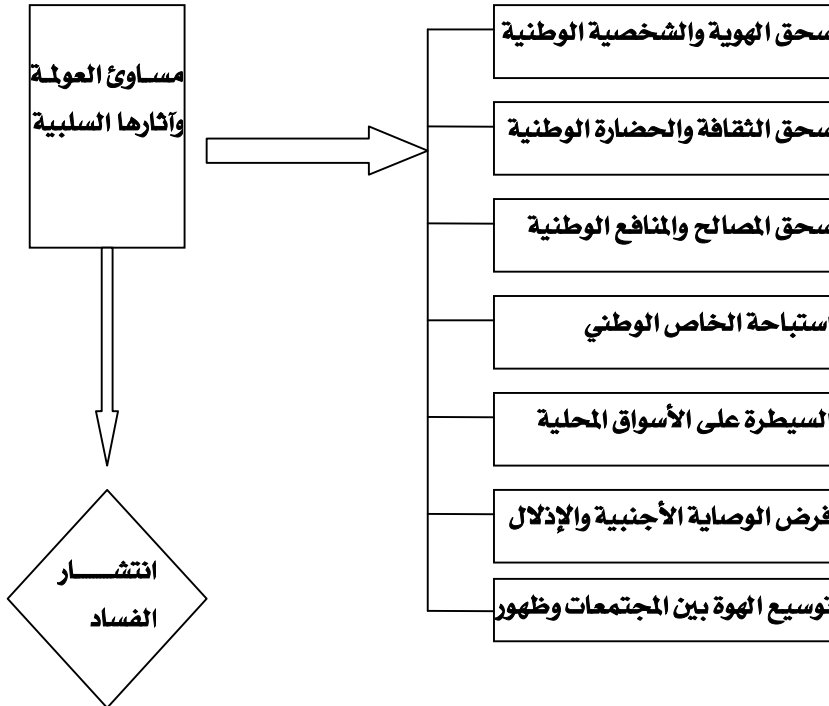 مساوئ العولمة
وآثارها السلبية
سحق الهوية والشخصية الوطنية
سحق الثقافة والحضارة الوطنية
سحق المصالح والمنافع الوطنية
استباحة الخاص الوطني
السيطرة على الأسواق المحلية
فرض الوصاية الأجنبية والإذلال
توسيع الهوة بين المجتمعات وظهور
انتشار
الفساد